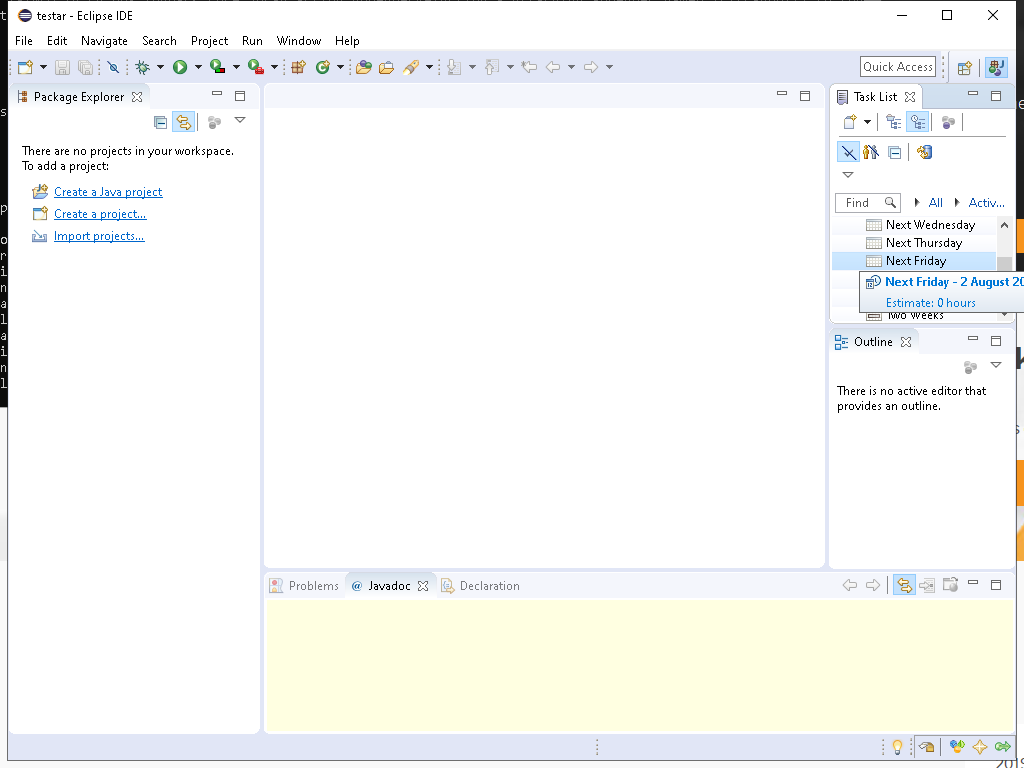 testar - Eclipse IDE
File Edit Navigate Search Project Run Window Help
Quick Access
Package Explorer
There are no projects in your workspace.
To add a project:
Create a Java project
Create a project...
Import projects...
Task List
Find All Activ...
Next Wednesday
Next Thursday
Next Friday
Next Friday - 2 August 20
Estimate: 0 hours
Two Weeks
Outline
There is no active editor that
provides an outline.
Problems @ Javadoc Declaration
2019